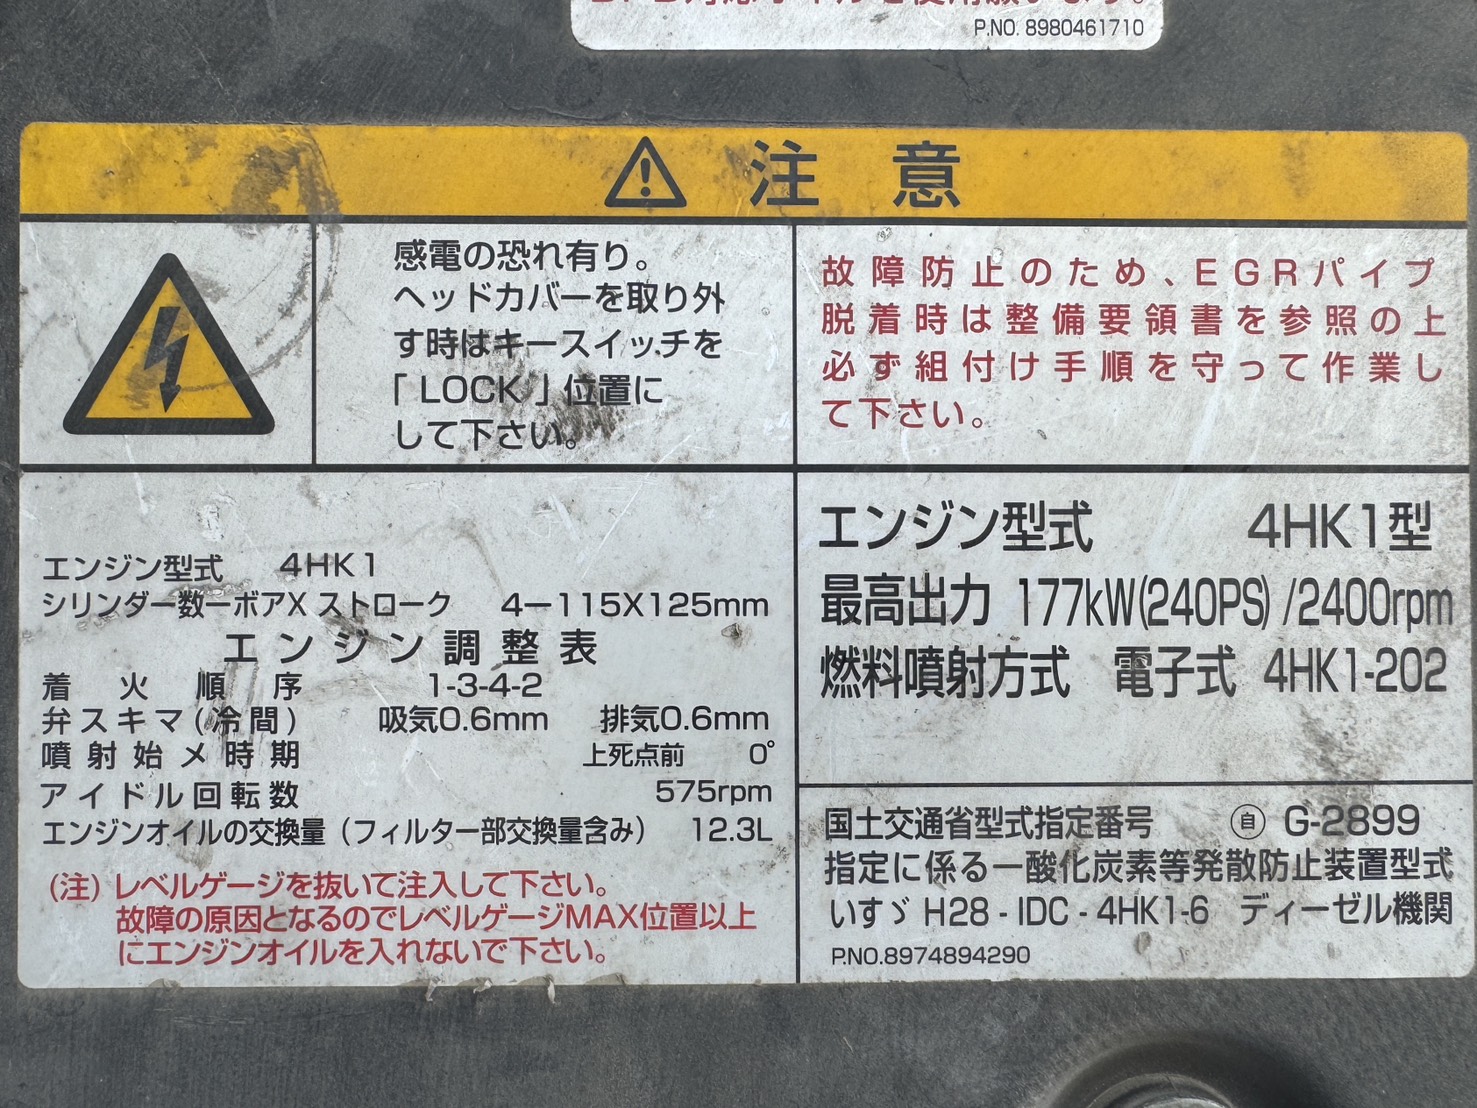 P.NO. 8980461710
注意
感電の恐れ有り。
ヘッドカバーを取り外
す時はキースイッチを
「LOCK」位置に
して下さい。
故障防止のため、EGRパイプ
脱着時は整備要領書を参照の上
必ず組付け手順を守って作業し
て下さい。
エンジン型式 4HK1
シリンダー数ーボアX ストローク 4ー115X125mm
エンジン調整表
着火順序 1-3-4-2
弁スキマ(冷間) 吸気0.6mm 排気0.6mm
噴射始メ時期 上死点前 0°
アイドル回転数 575rpm
エンジンオイルの交換量（フィルター部交換量含み） 12.3L
(注) レベルゲージを抜いて注入して下さい。
故障の原因となるのでレベルゲージMAX位置以上
にエンジンオイルを入れないで下さい。
エンジン型式 4HK1型
最高出力 177kW(240PS)/2400rpm
燃料噴射方式 電子式 4HK1-202
国土交通省型式指定番号 ㉂ G-2899
指定に係る一酸化炭素等発散防止装置型式
いすゞ H28 - IDC - 4HK1-6 ディーゼル機関
P.NO.8974894290